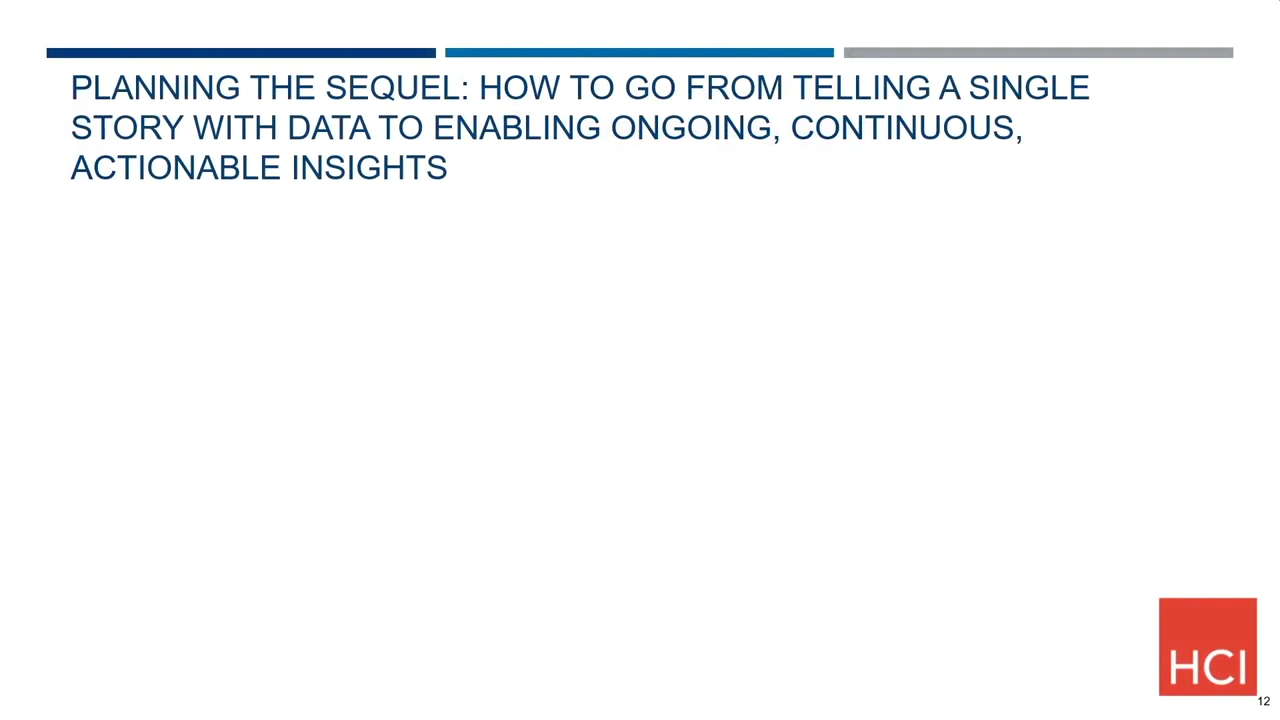 PLANNING THE SEQUEL: HOW TO GO FROM TELLING A SINGLE
STORY WITH DATA TO ENABLING ONGOING, CONTINUOUS,
ACTIONABLE INSIGHTS
HCI
12